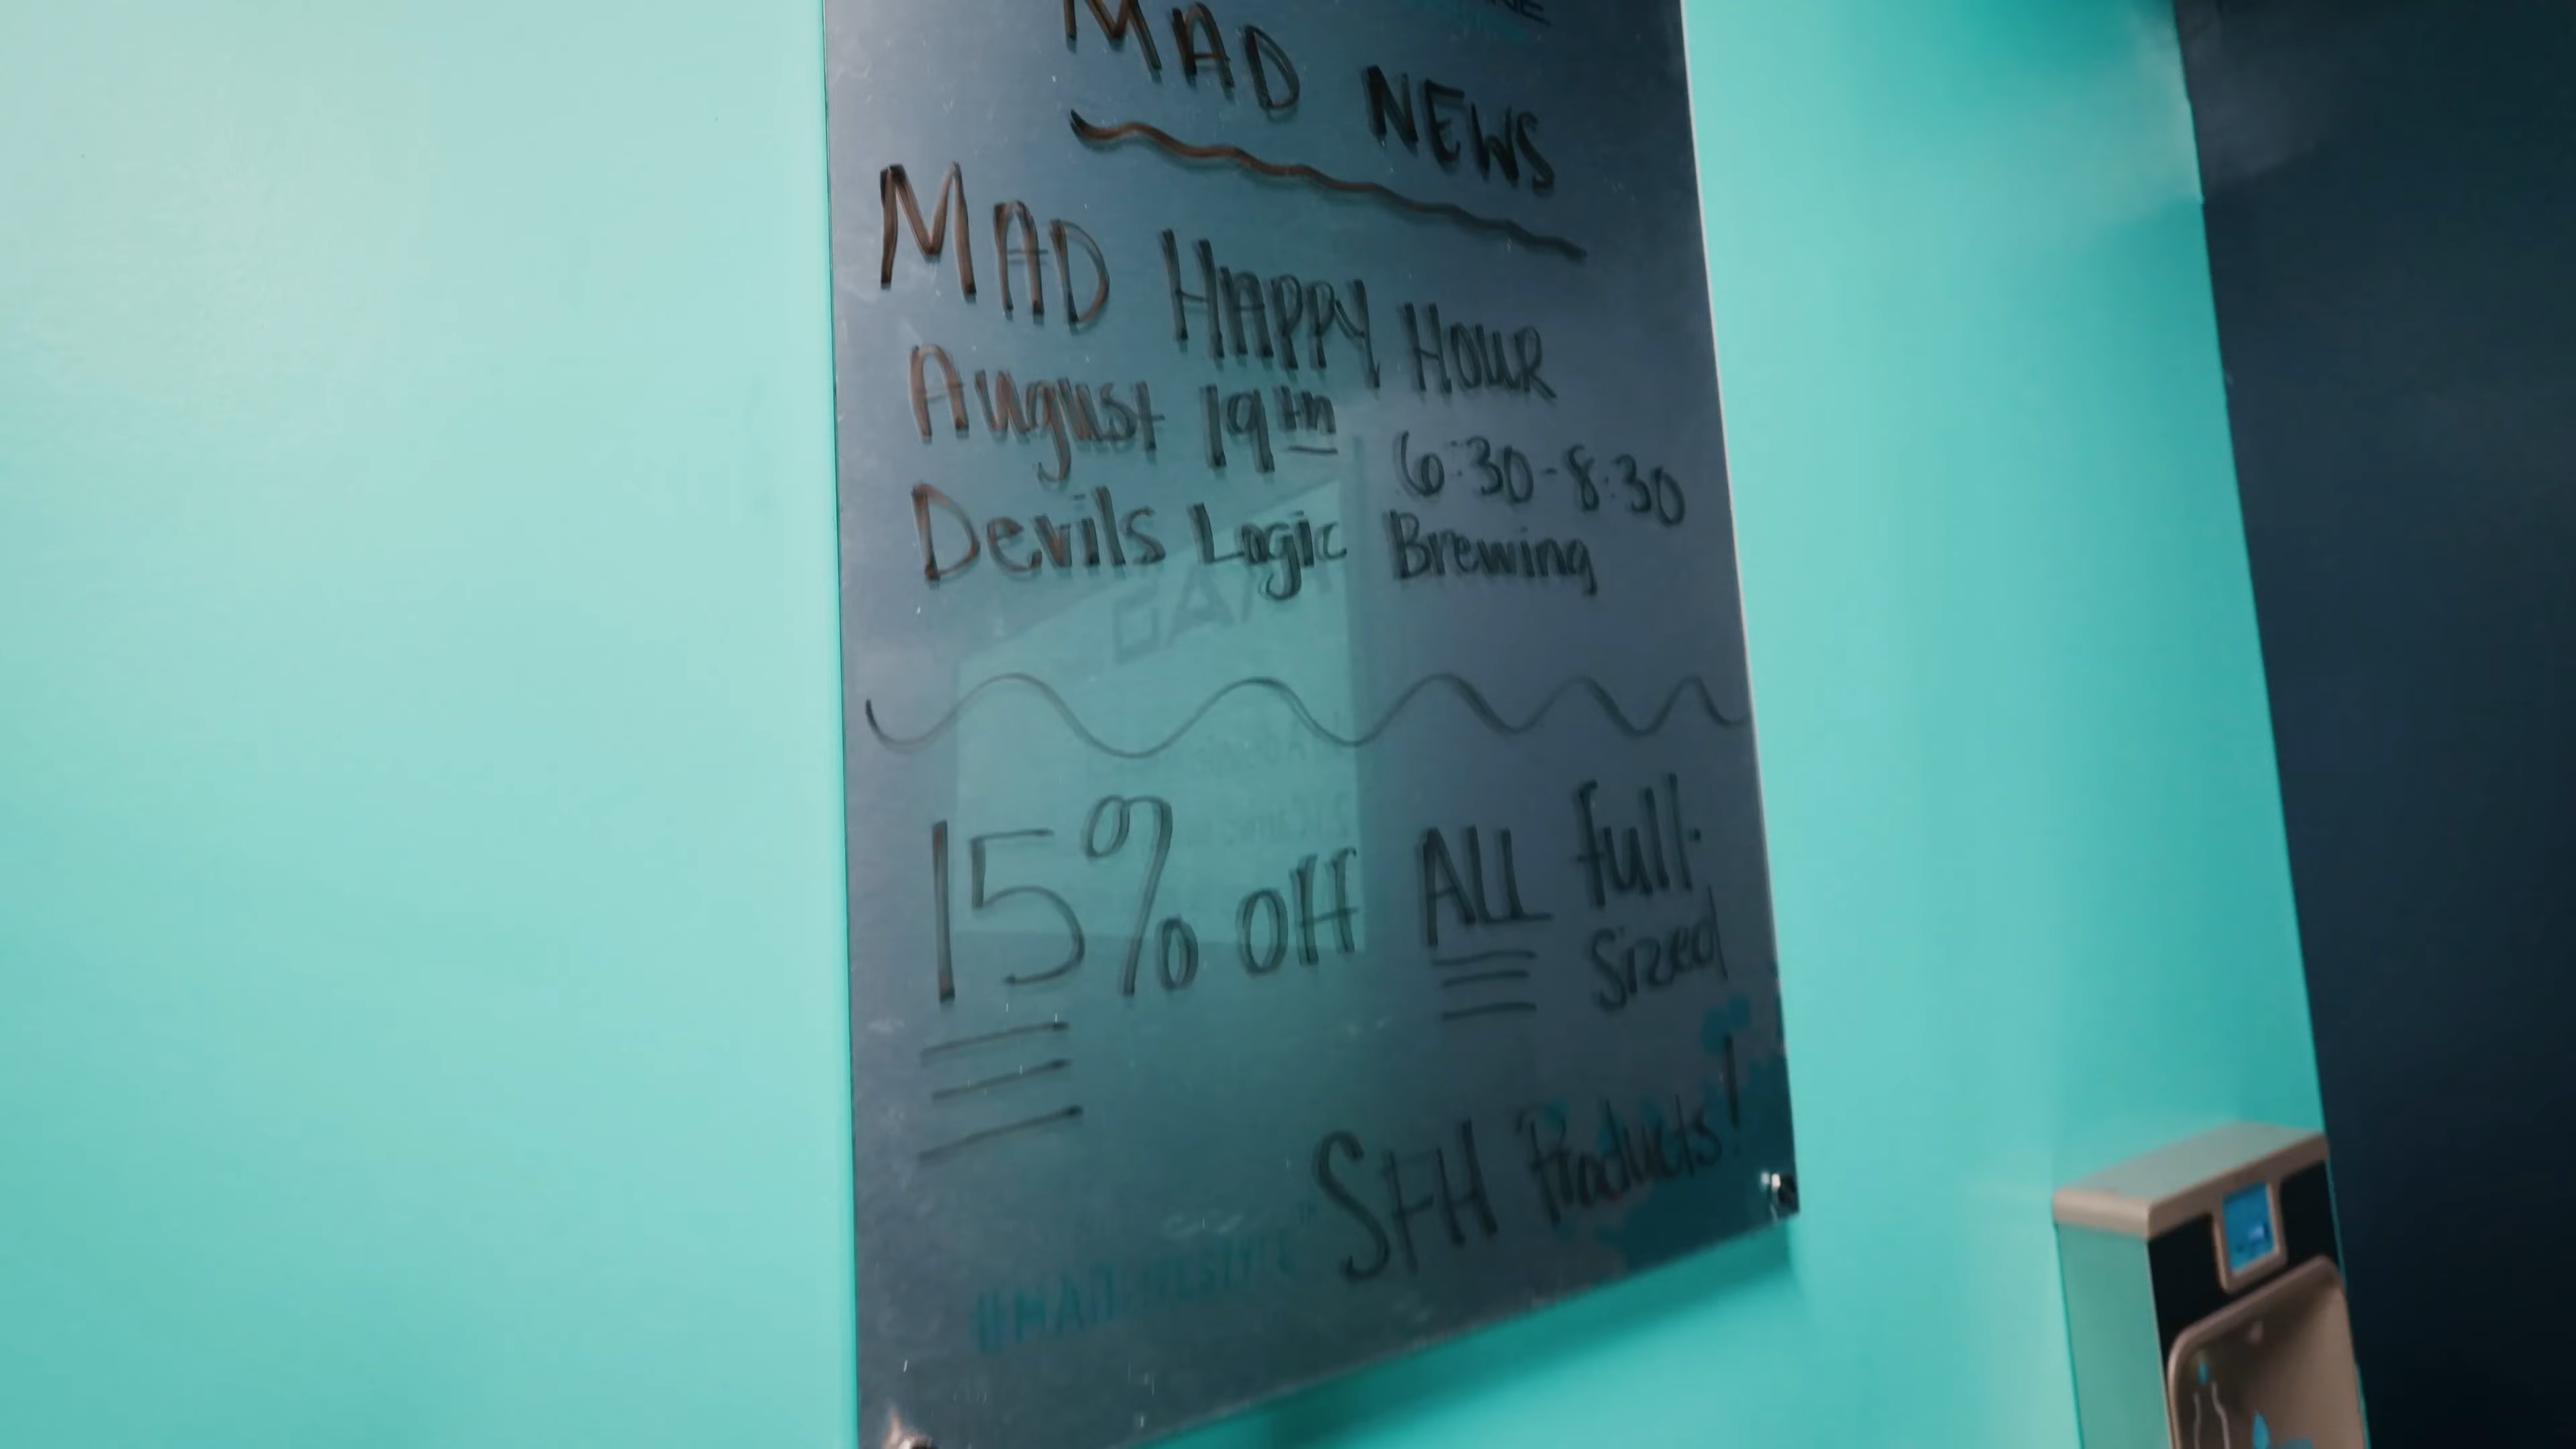 MAD NEWS
MAD HAPPY HOUR
August 19th 6:30-8:30
Devils Logic Brewing
15% off ALL full-
sized
SFH Products!
#MADLIFESTYLE